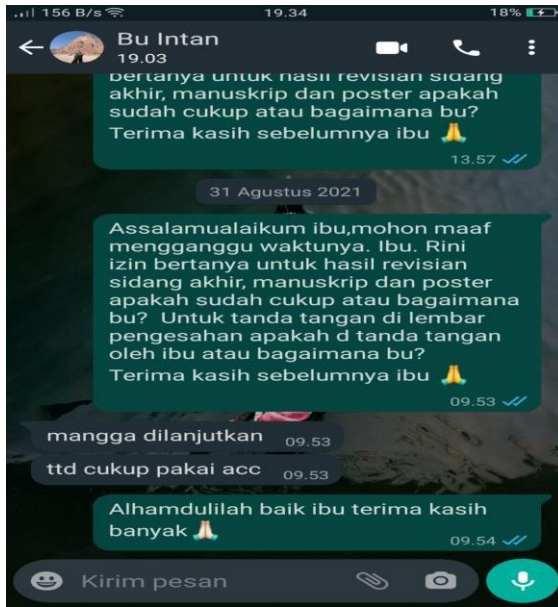 156 B/s 19.34 18%
Bu Intan
19.03
bertanya untuk hasil revisian sidang
akhir, manuskrip dan poster apakah
sudah cukup atau bagaimana bu?
Terima kasih sebelumnya ibu 🙏
13.57
31 Agustus 2021
Assalamualaikum ibu,mohon maaf
mengganggu waktunya. Ibu. Rini
izin bertanya untuk hasil revisian
sidang akhir, manuskrip dan poster
apakah sudah cukup atau bagaimana
bu? Untuk tanda tangan di lembar
pengesahan apakah d tanda tangan
oleh ibu atau bagaimana bu?
Terima kasih sebelumnya ibu 🙏
09.53
mangga dilanjutkan 09.53
ttd cukup pakai acc 09.53
Alhamdulilah baik ibu terima kasih
banyak 🙏
09.54
Kirim pesan